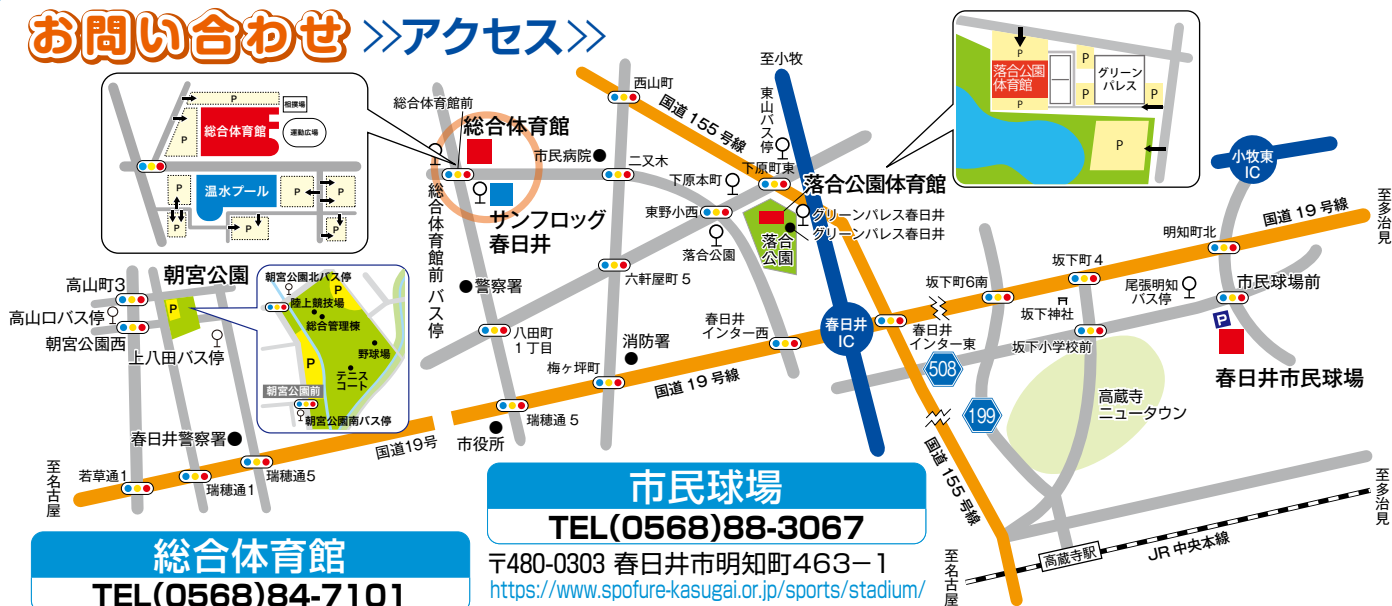 お問い合わせ >>アクセス>>
P
相撲場
P
総合体育館
運動広場
P
温水プール
P
P
P
P
P
総合体育館前
総合体育館
サンフロッグ
春日井
総合体育館前 バス停
市民病院
西山町
二又木
国道155号線
至小牧
東山バス停
下原町東
下原本町
東野小西
落合公園
落合公園体育館
グリーンパレス春日井
グリーンパレス春日井
落合
公園
P
落合公園
体育館
P
P
グリーン
パレス
P
P
小牧東
IC
至多治見
国道 19 号線
明知町北
市民球場前
尾張明知
バス停
P
春日井市民球場
坂下町4
坂下神社
坂下小学校前
坂下町6南
春日井
IC
春日井
インター東
春日井
インター西
508
199
高蔵寺
ニュータウン
国道 155 号線
六軒屋町 5
警察署
八田町
1丁目
消防署
梅ヶ坪町
国道 19 号線
瑞穂通 5
市役所
朝宮公園
高山町3
高山口バス停
朝宮公園西
P
上八田バス停
朝宮公園北バス停
陸上競技場
P
総合管理棟
野球場
P
テニス
コート
朝宮公園前
朝宮公園南バス停
春日井警察署
国道19号
至名古屋
若草通1
瑞穂通1
瑞穂通5
至多治見
高蔵寺駅
JR 中央本線
至名古屋
総合体育館
TEL(0568)84-7101
市民球場
TEL(0568)88-3067
〒480-0303 春日井市明知町463−1
https://www.spofure-kasugai.or.jp/sports/stadium/